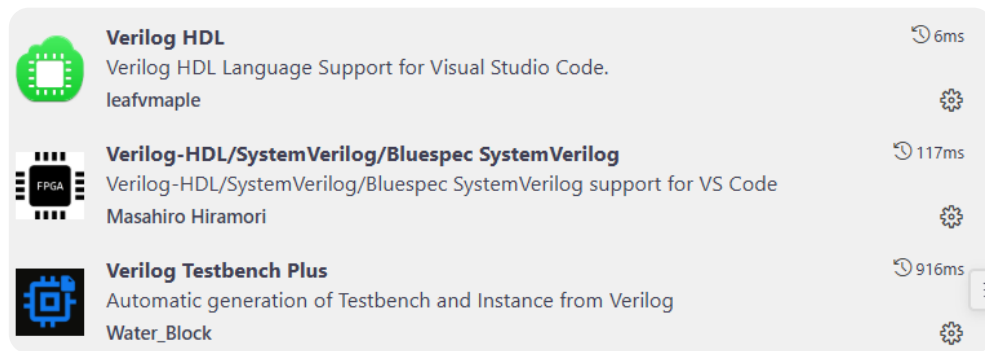 Verilog HDL
6ms
Verilog HDL Language Support for Visual Studio Code.
leafvmaple
Verilog-HDL/SystemVerilog/Bluespec SystemVerilog
117ms
FPGA
Verilog-HDL/SystemVerilog/Bluespec SystemVerilog support for VS Code
Masahiro Hiramori
Verilog Testbench Plus
916ms
Automatic generation of Testbench and Instance from Verilog
Water_Block